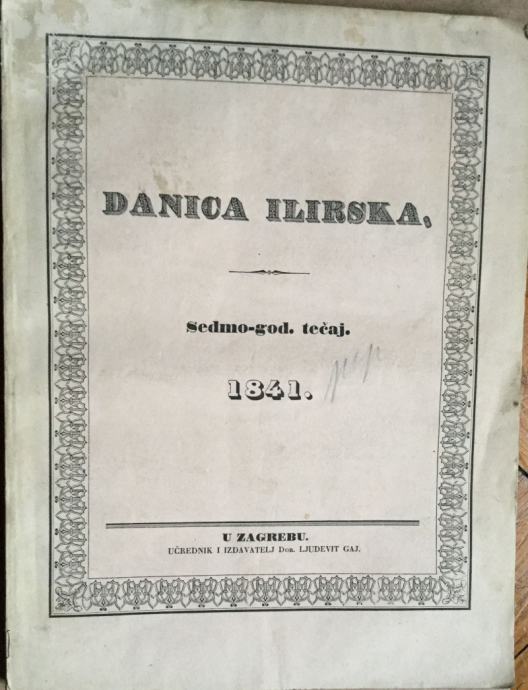 DANICA ILIRSKA,
Sedmo-god. tečaj.
1841.
U ZAGREBU.
UČREDNIK I IZDAVATELJ Dor. LJUDEVIT GAJ.